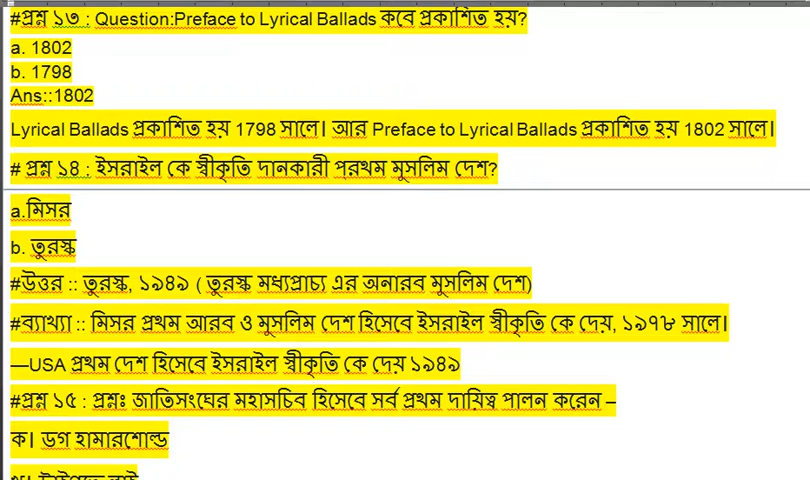 #প্রশ্ন ১৩ : Question:Preface to Lyrical Ballads কবে প্রকাশিত হয়?
a. 1802
b. 1798
Ans::1802
Lyrical Ballads প্রকাশিত হয় 1798 সালে। আর Preface to Lyrical Ballads প্রকাশিত হয় 1802 সালে।
# প্রশ্ন ১৪ : ইসরাইল কে স্বীকৃতি দানকারী প্রথম মুসলিম দেশ?
a.মিসর
b. তুরস্ক
#উত্তর :: তুরস্ক, ১৯৪৯ ( তুরস্ক মধ্যপ্রাচ্য এর অনারব মুসলিম দেশ)
#ব্যাখ্যা :: মিসর প্রথম আরব ও মুসলিম দেশ হিসেবে ইসরাইল স্বীকৃতি কে দেয়, ১৯৭৮ সালে।
—USA প্রথম দেশ হিসেবে ইসরাইল স্বীকৃতি কে দেয় ১৯৪৯
#প্রশ্ন ১৫ : প্রশ্নঃ জাতিসংঘের মহাসচিব হিসেবে সর্ব প্রথম দায়িত্ব পালন করেন –
ক। ডগ হামারশোল্ড